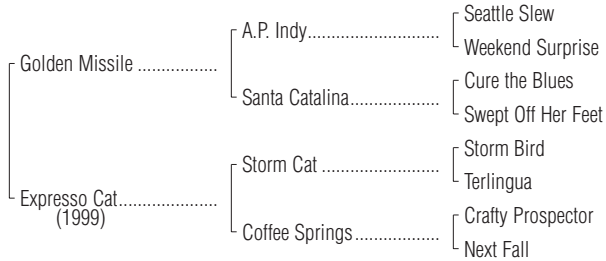 Seattle Slew
A.P. Indy
Weekend Surprise
Golden Missile
Cure the Blues
Santa Catalina
Swept Off Her Feet
Storm Bird
Storm Cat
Terlingua
Expresso Cat
(1999)
Crafty Prospector
Coffee Springs
Next Fall